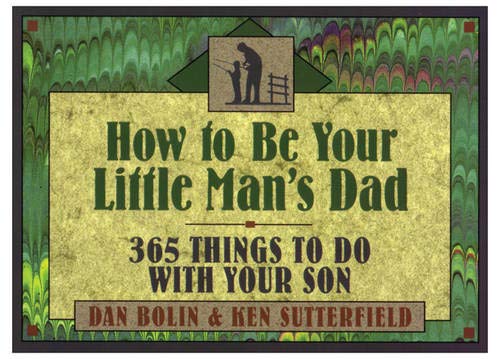 How to Be Your
Little Man's Dad
365 THINGS TO DO
WITH YOUR SON
DAN BOLIN & KEN SUTTERFIELD